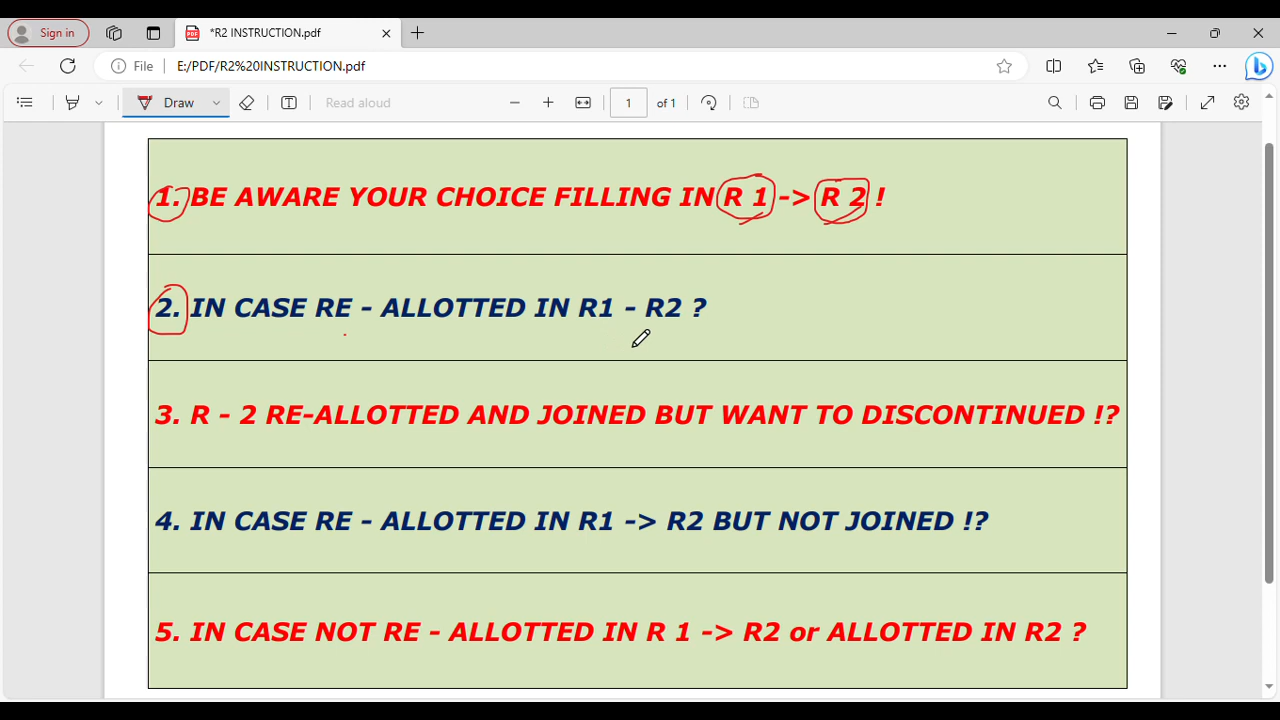 Sign in
*R2 INSTRUCTION.pdf
File
E:/PDF/R2%20INSTRUCTION.pdf
Draw
Read aloud
1 of 1
1. BE AWARE YOUR CHOICE FILLING IN R 1 -> R 2 !
2. IN CASE RE - ALLOTTED IN R1 - R2 ?
3. R - 2 RE-ALLOTTED AND JOINED BUT WANT TO DISCONTINUED !?
4. IN CASE RE - ALLOTTED IN R1 -> R2 BUT NOT JOINED !?
5. IN CASE NOT RE - ALLOTTED IN R 1 -> R2 or ALLOTTED IN R2 ?